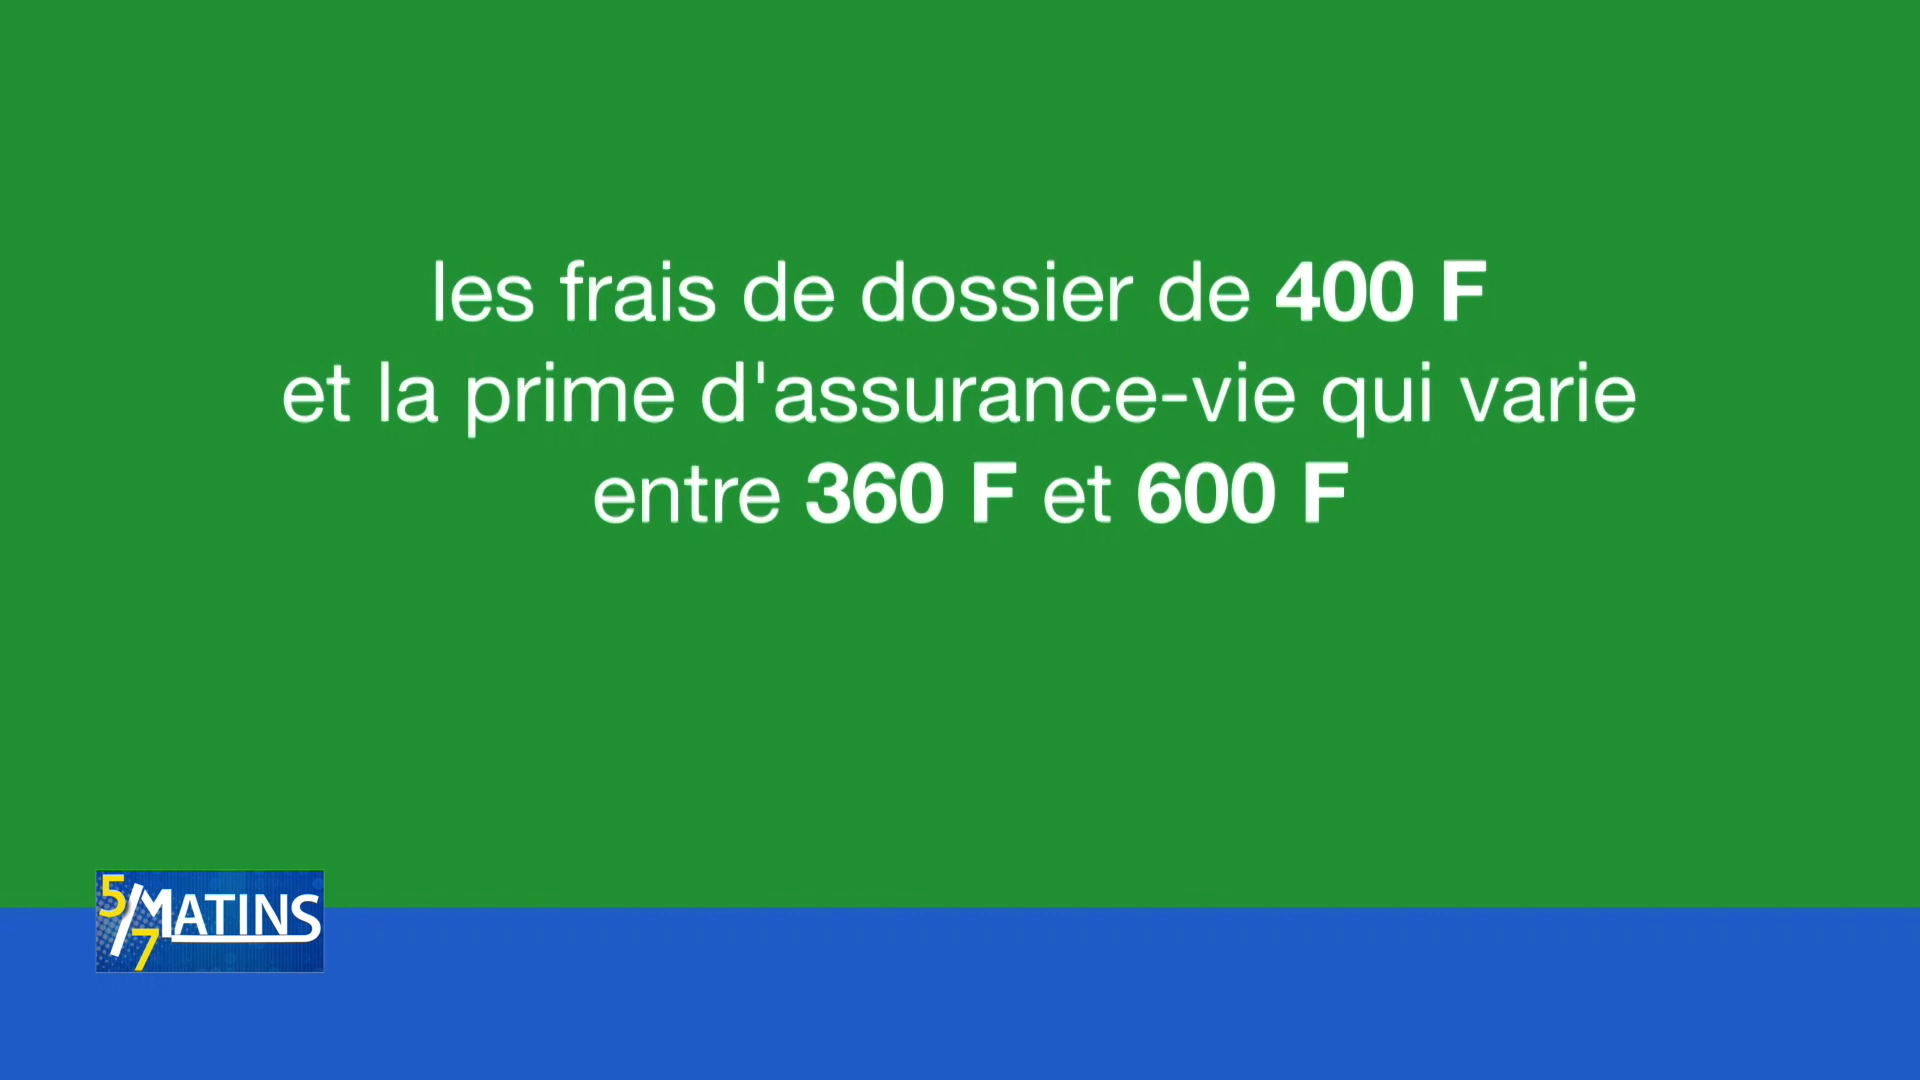 les frais de dossier de 400 F
et la prime d'assurance-vie qui varie
entre 360 F et 600 F
5/7 MATINS